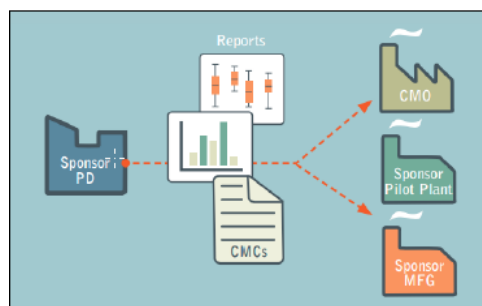 Reports
CMO
Sponsor
PD
Sponsor
Pilot Plant
CMCs
Sponsor
MFG